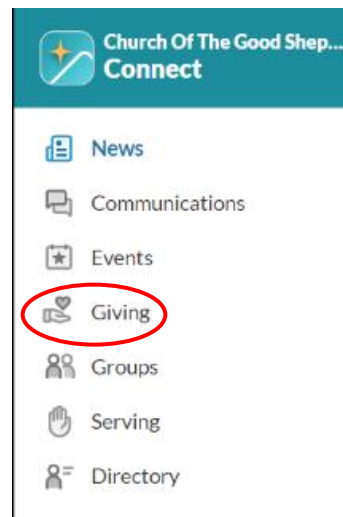 Church Of The Good Shep...
Connect
News
Communications
Events
Giving
Groups
Serving
Directory